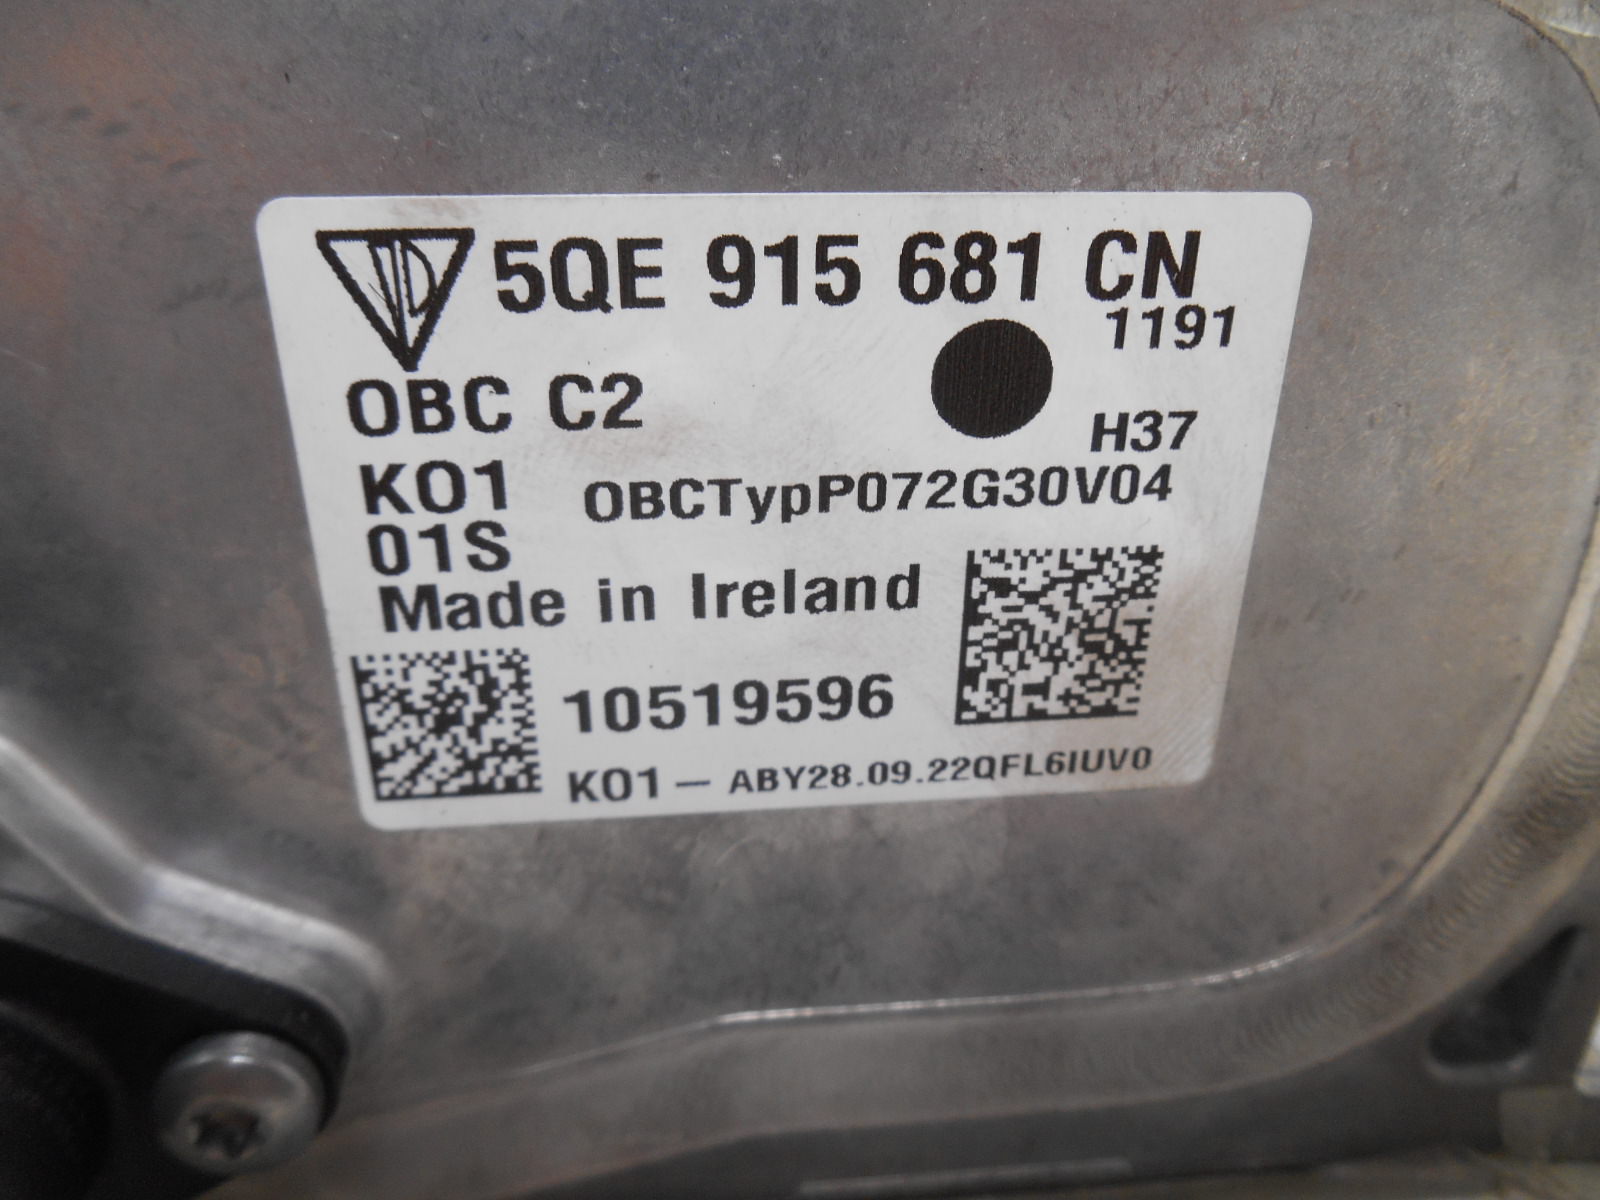 VD 5QE 915 681 CN
1191
OBC C2
H37
KO1 OBCTypP072G30V04
01S
Made in Ireland
10519596
KO1 – ABY28.09.22QFL6IUV0